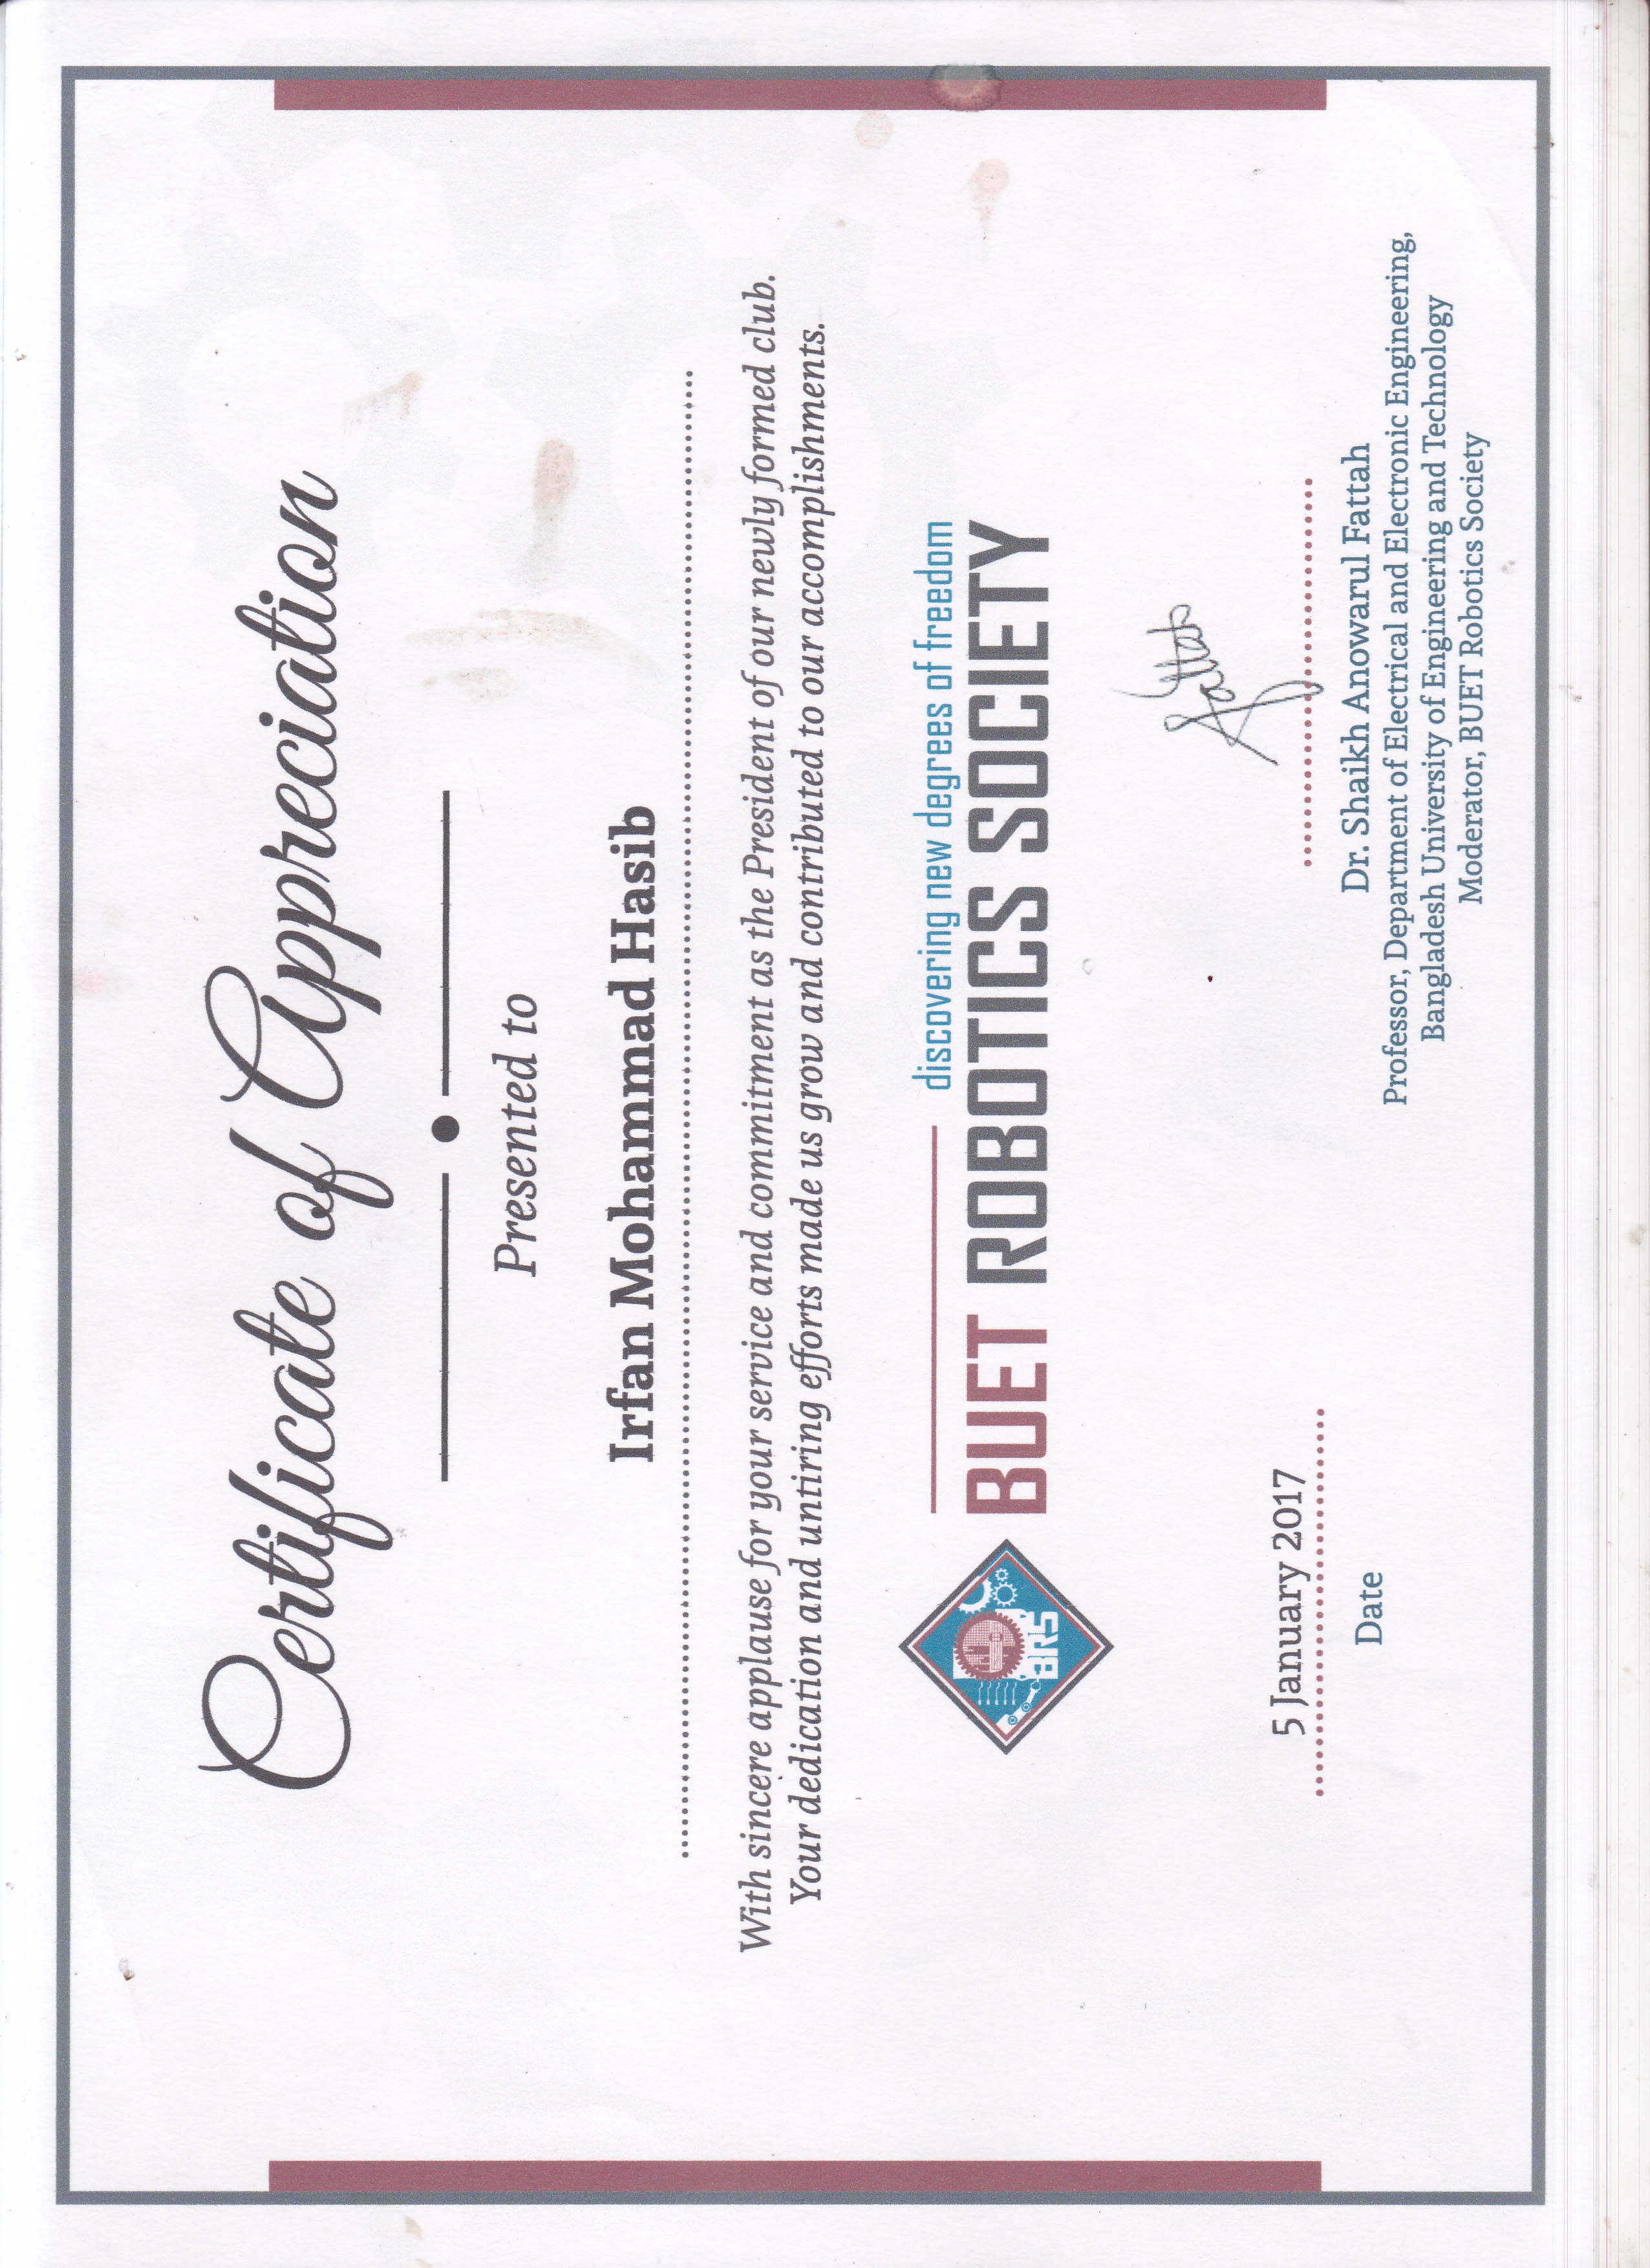 Certificate of Appreciation
Presented to
Irfan Mohammad Hasib
With sincere applause for your service and commitment as the President of our newly formed club.
Your dedication and untiring efforts made us grow and contributed to our accomplishments.
discovering new degrees of freedom
BUET ROBOTICS SOCIETY
BRS
5 January 2017
Date
Fattah
Dr. Shaikh Anowarul Fattah
Professor, Department of Electrical and Electronic Engineering,
Bangladesh University of Engineering and Technology
Moderator, BUET Robotics Society